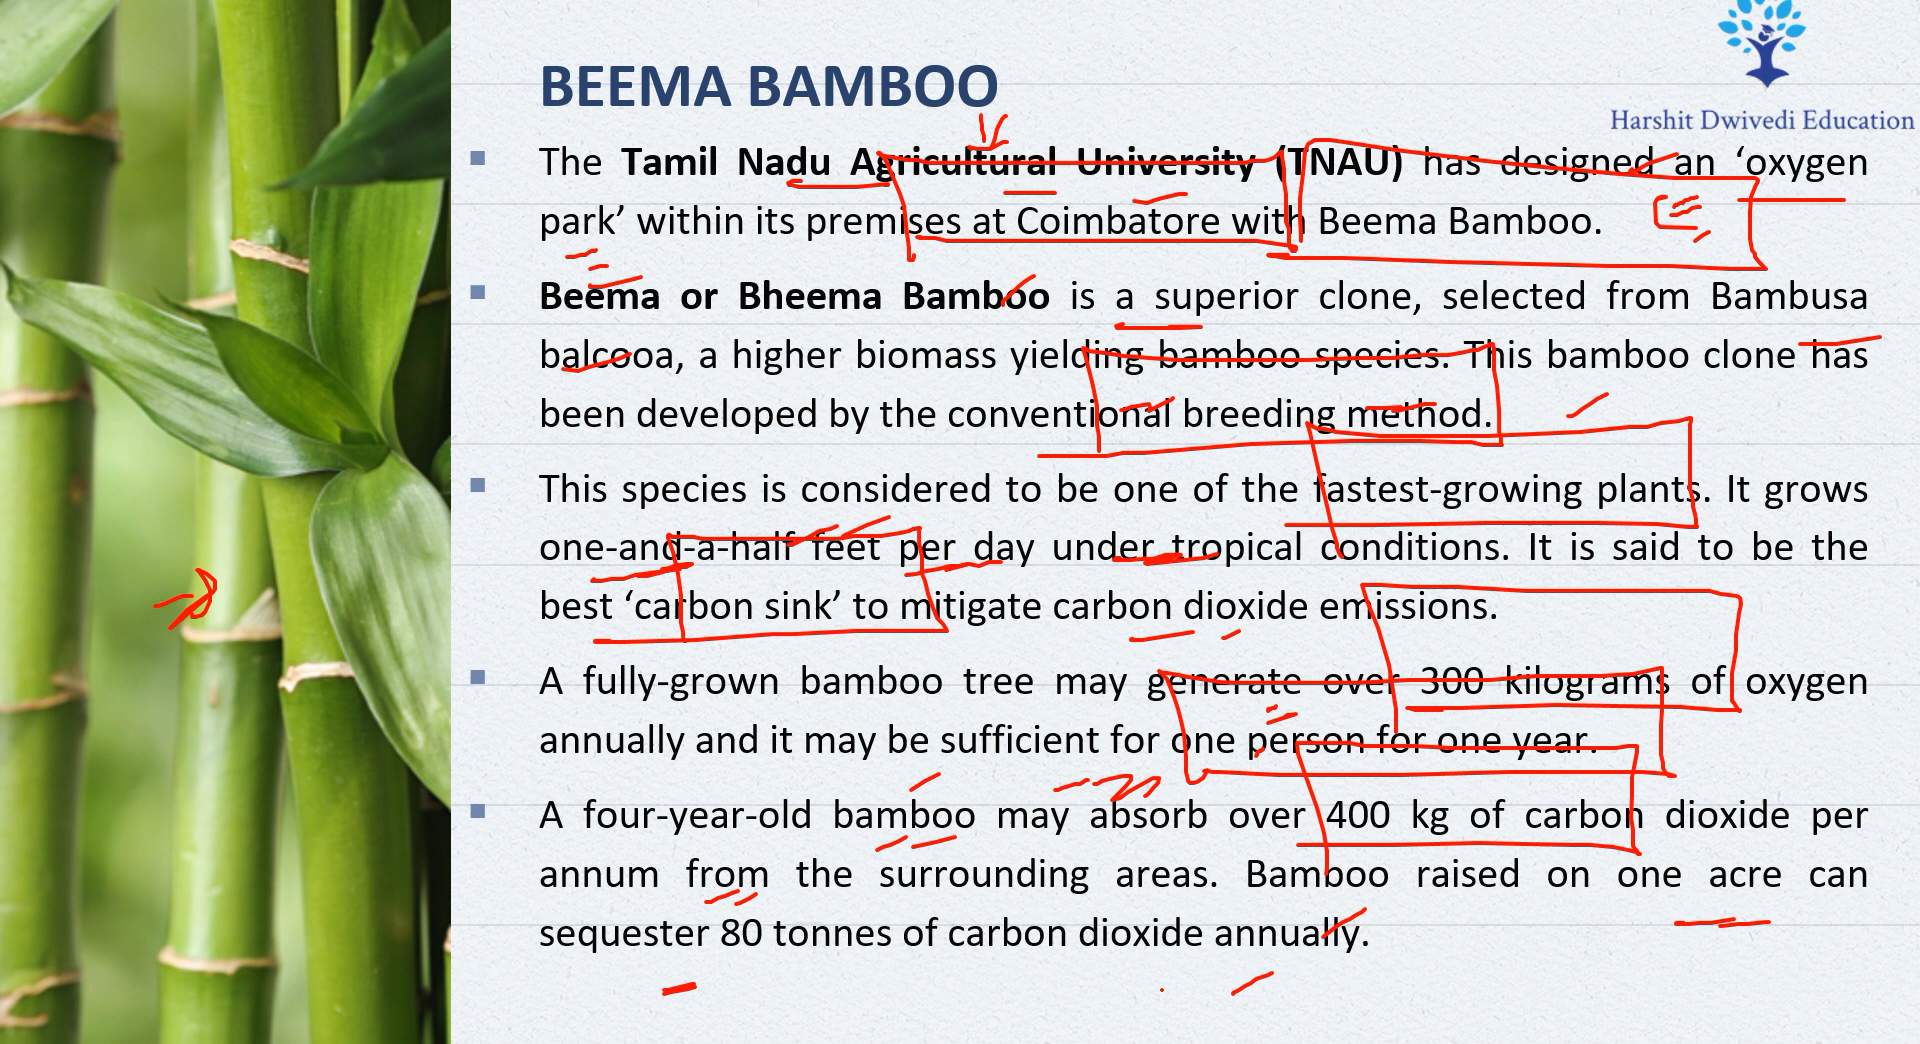 Harshit Dwivedi Education
BEEMA BAMBOO
The Tamil Nadu Agricultural University (TNAU) has designed an ‘oxygen
park’ within its premises at Coimbatore with Beema Bamboo.
Beema or Bheema Bamboo is a superior clone, selected from Bambusa
balcooa, a higher biomass yielding bamboo species. This bamboo clone has
been developed by the conventional breeding method.
This species is considered to be one of the fastest-growing plants. It grows
one-and-a-half feet per day under tropical conditions. It is said to be the
best ‘carbon sink’ to mitigate carbon dioxide emissions.
A fully-grown bamboo tree may generate over 300 kilograms of oxygen
annually and it may be sufficient for one person for one year.
A four-year-old bamboo may absorb over 400 kg of carbon dioxide per
annum from the surrounding areas. Bamboo raised on one acre can
sequester 80 tonnes of carbon dioxide annually.